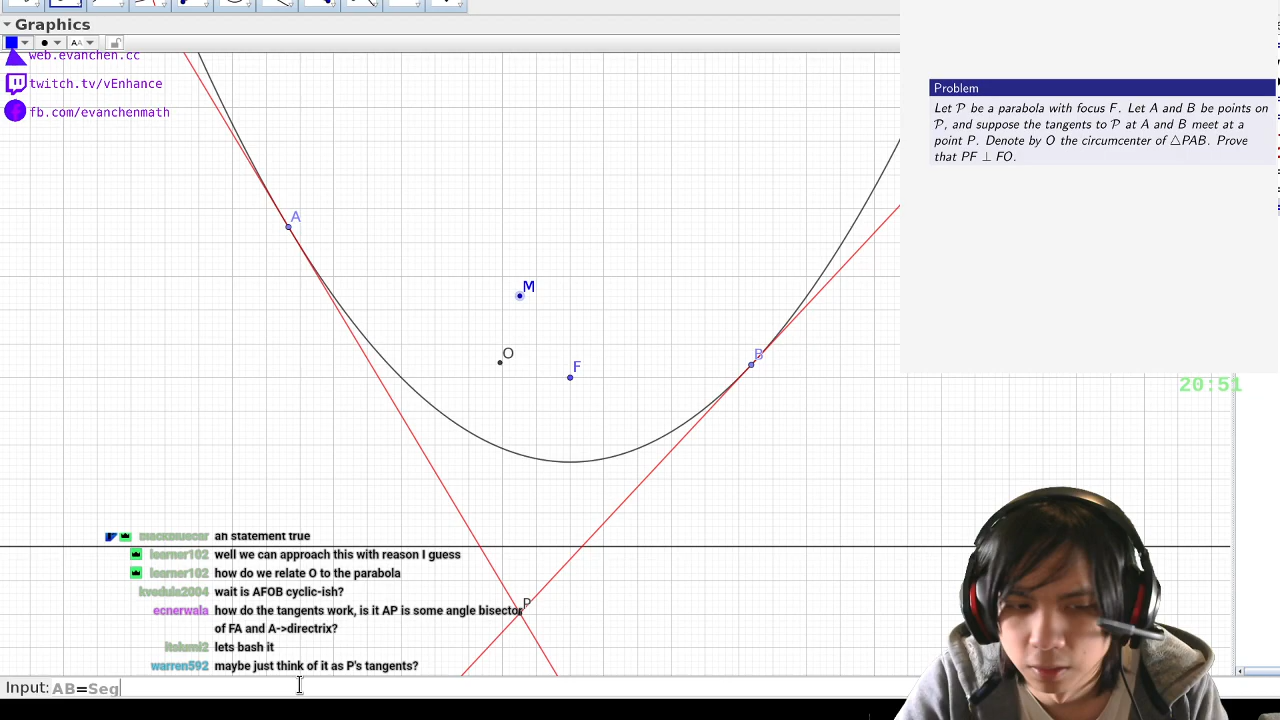 Graphics
AA
web.evanchen.cc
twitch.tv/vEnhance
fb.com/evanchenmath
Problem
Let P be a parabola with focus F. Let A and B be points on
P, and suppose the tangents to P at A and B meet at a
point P. Denote by O the circumcenter of △PAB. Prove
that PF ⊥ FO.
A
M
O
F
B
P
20:51
an statement true
learner102 well we can approach this with reason I guess
learner102 how do we relate O to the parabola
kvedula2004 wait is AFOB cyclic-ish?
ecnerwala how do the tangents work, is it AP is some angle bisector
of FA and A->directrix?
lets bash it
warren592 maybe just think of it as P's tangents?
Input: AB=Seg